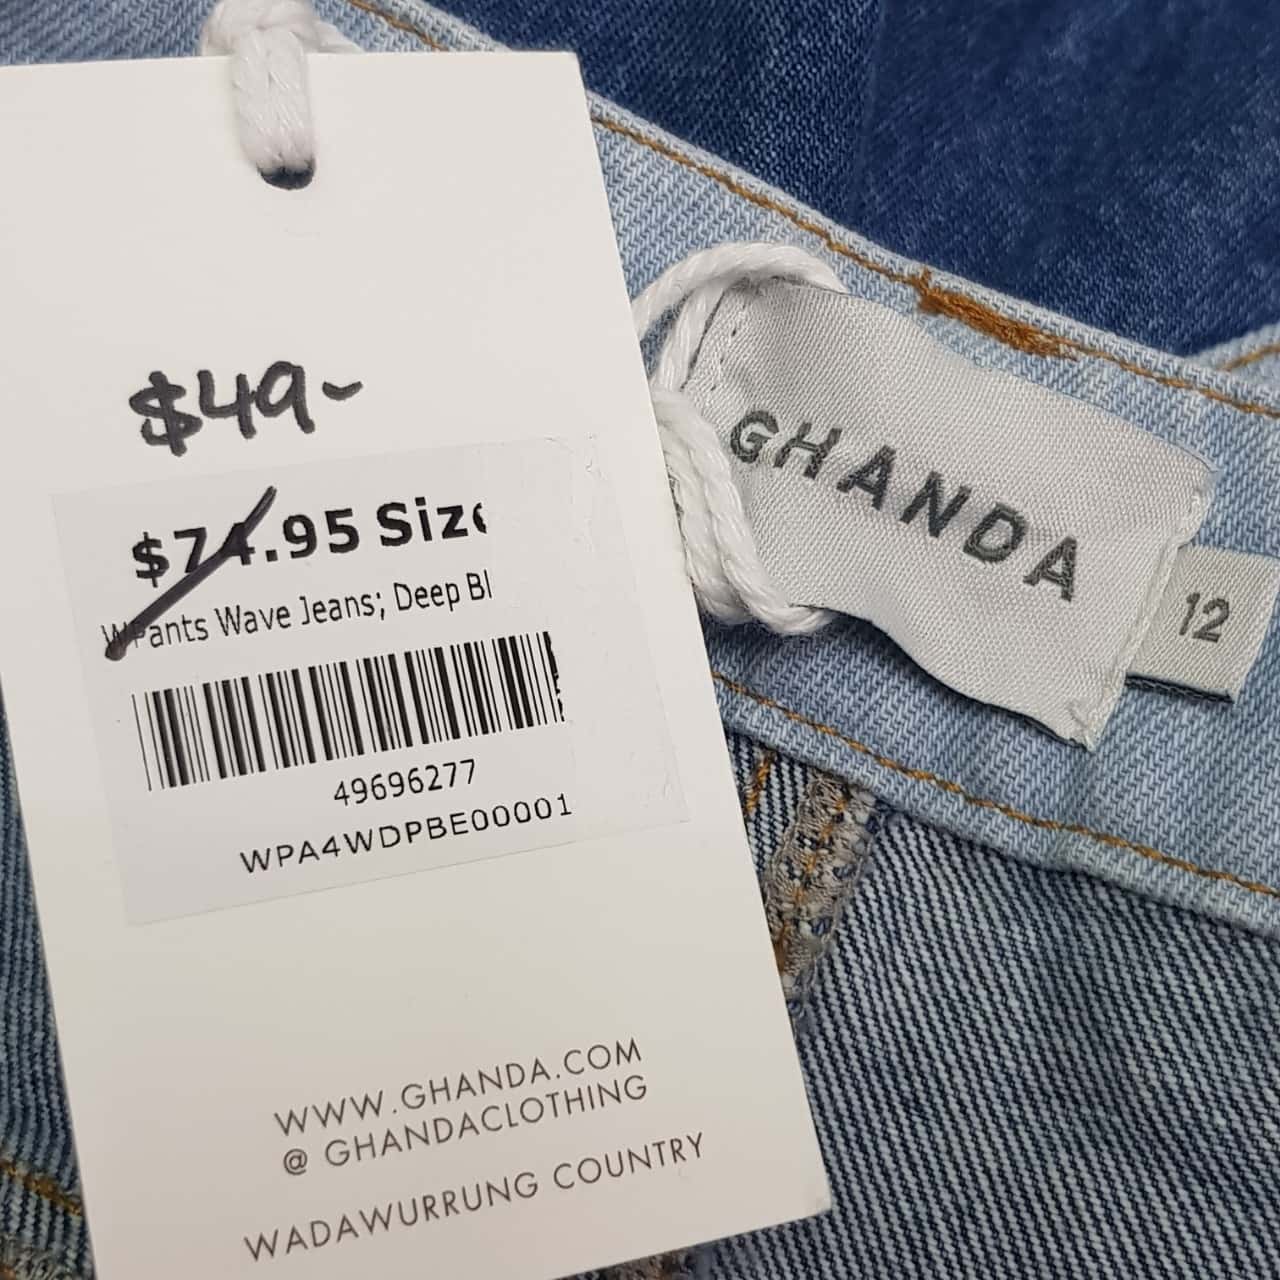 $49-
$74.95 Size
WPants Wave Jeans; Deep Bl
49696277
WPA4WDPBE00001
WWW.GHANDA.COM
@ GHANDACLOTHING
WADAWURRUNG COUNTRY
GHANDA
12